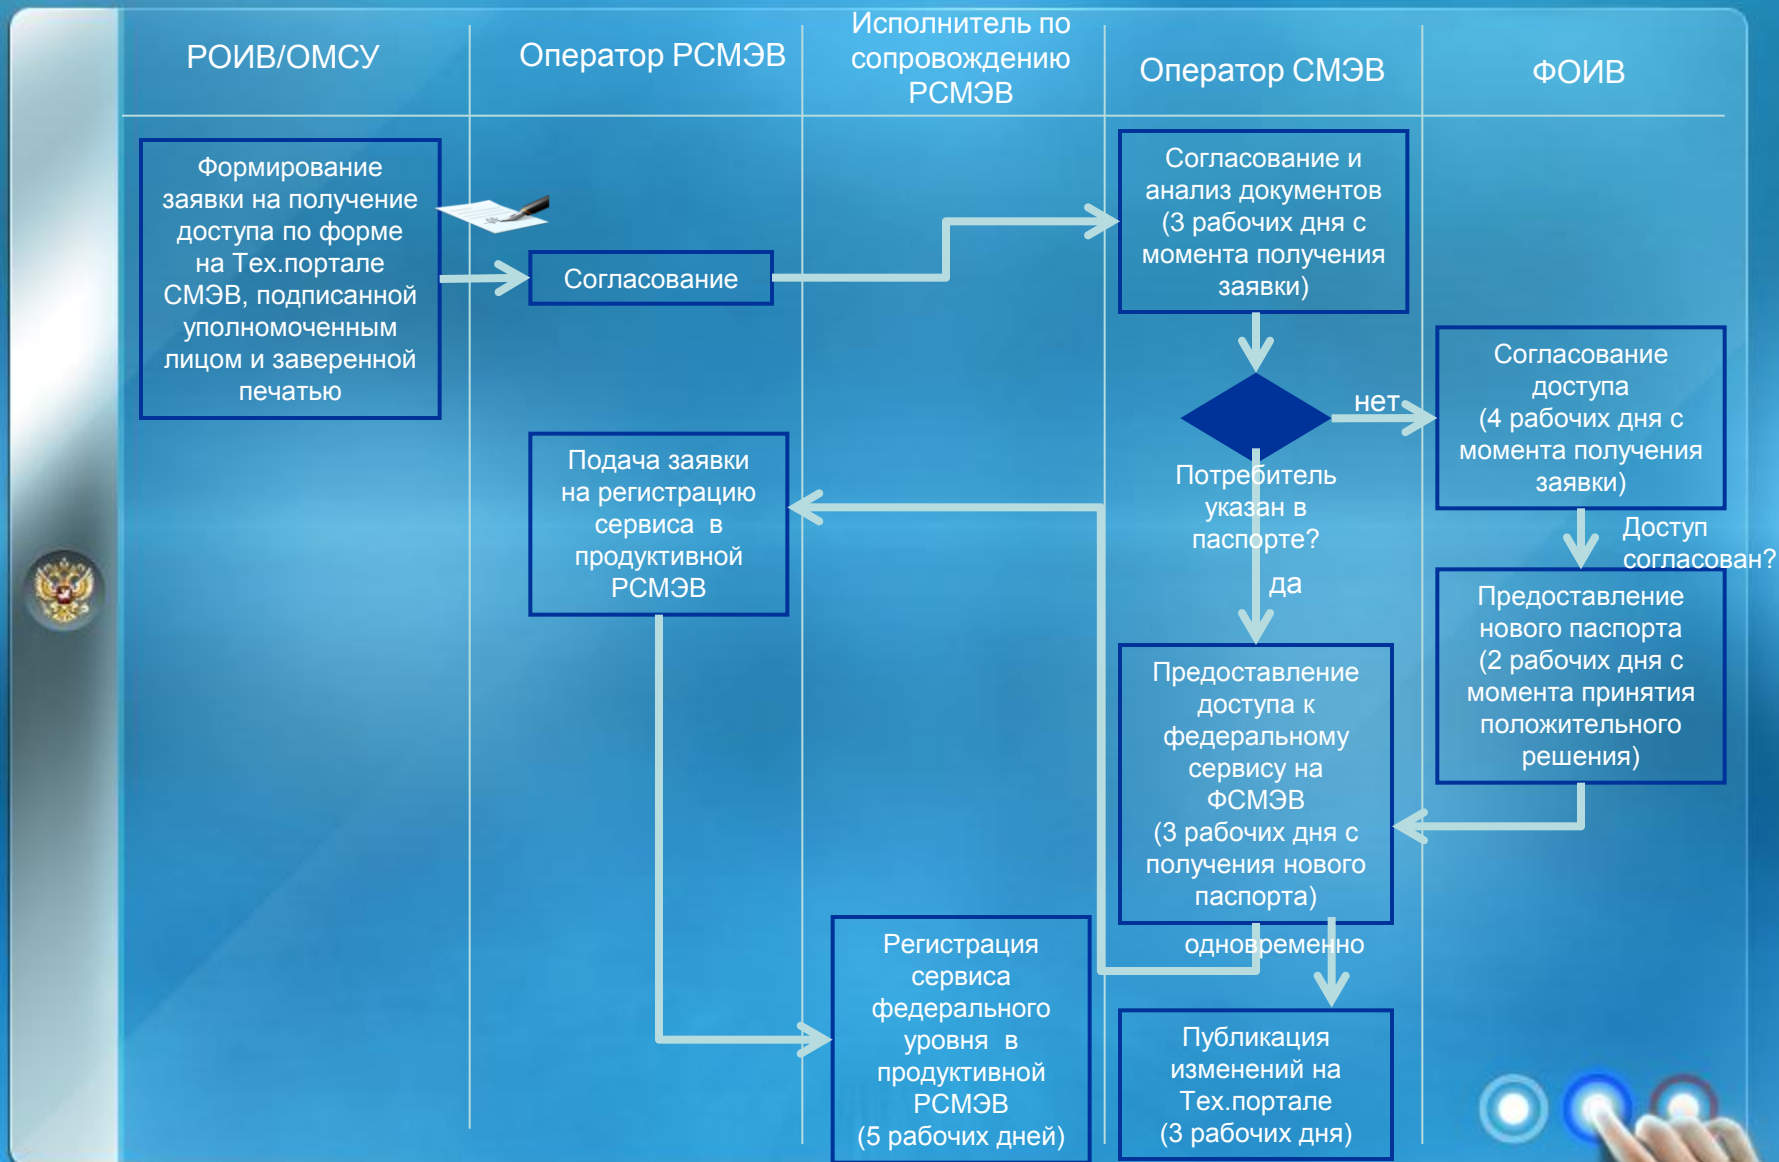 РОИВ/ОМСУ
Оператор РСМЭВ
Исполнитель по
сопровождению
РСМЭВ
Оператор СМЭВ
ФОИВ
Формирование
заявки на получение
доступа по форме
на Тех.портале
СМЭВ, подписанной
уполномоченным
лицом и заверенной
печатью
Согласование
Согласование и
анализ документов
(3 рабочих дня с
момента получения
заявки)
нет
Потребитель
указан в
паспорте?
да
Согласование
доступа
(4 рабочих дня с
момента получения
заявки)
Доступ
согласован?
Предоставление
нового паспорта
(2 рабочих дня с
момента принятия
положительного
решения)
Предоставление
доступа к
федеральному
сервису на
ФСМЭВ
(3 рабочих дня с
получения нового
паспорта)
одновременно
Публикация
изменений на
Тех.портале
(3 рабочих дня)
Подача заявки
на регистрацию
сервиса в
продуктивной
РСМЭВ
Регистрация
сервиса
федерального
уровня в
продуктивной
РСМЭВ
(5 рабочих дней)